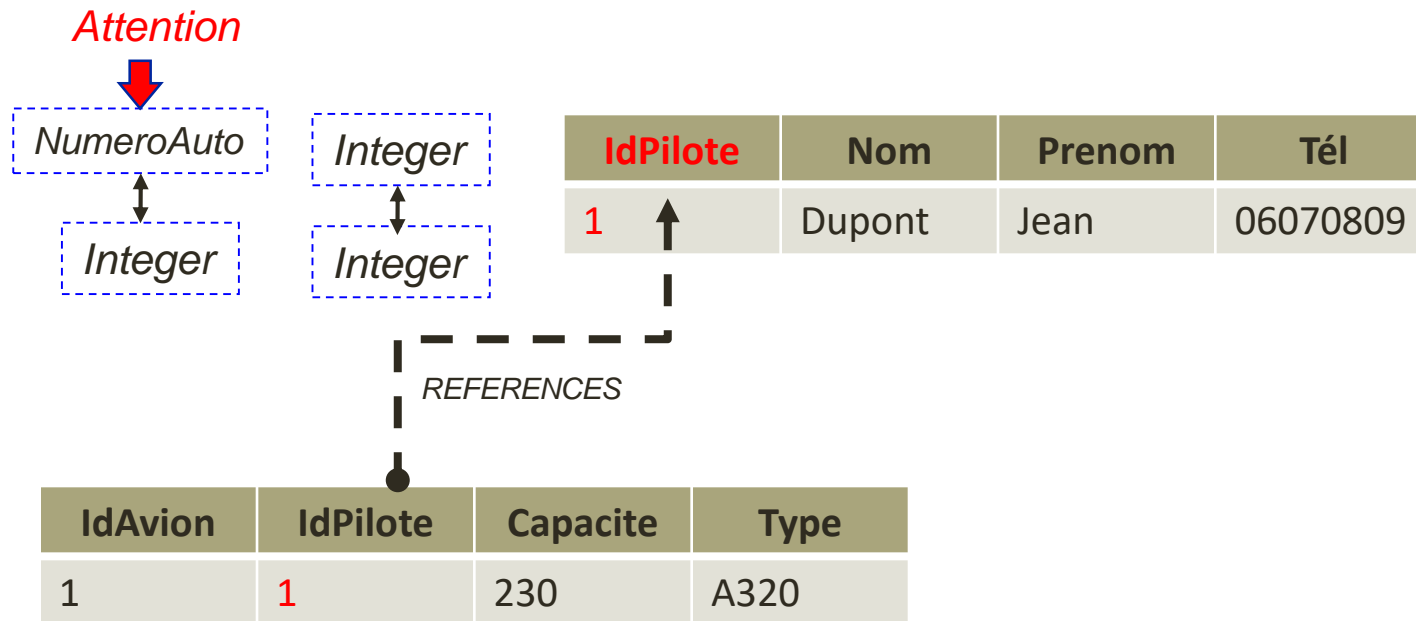 Attention
NumeroAuto
Integer
Integer
Integer
IdPilote Nom Prenom Tél
1 Dupont Jean 06070809
REFERENCES
IdAvion IdPilote Capacite Type
1 1 230 A320